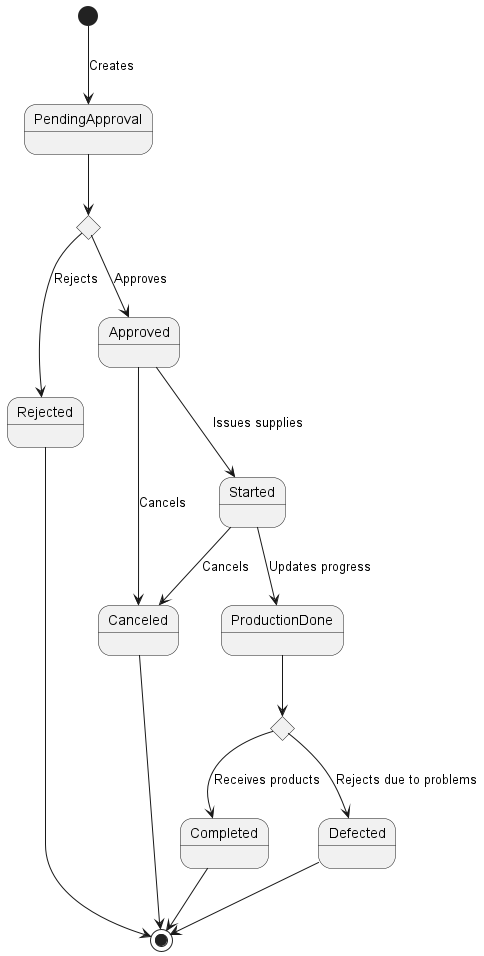 Creates
PendingApproval
Rejects
Approves
Approved
Rejected
Issues supplies
Started
Cancels
Cancels
Updates progress
Canceled
ProductionDone
Receives products
Rejects due to problems
Completed
Defected